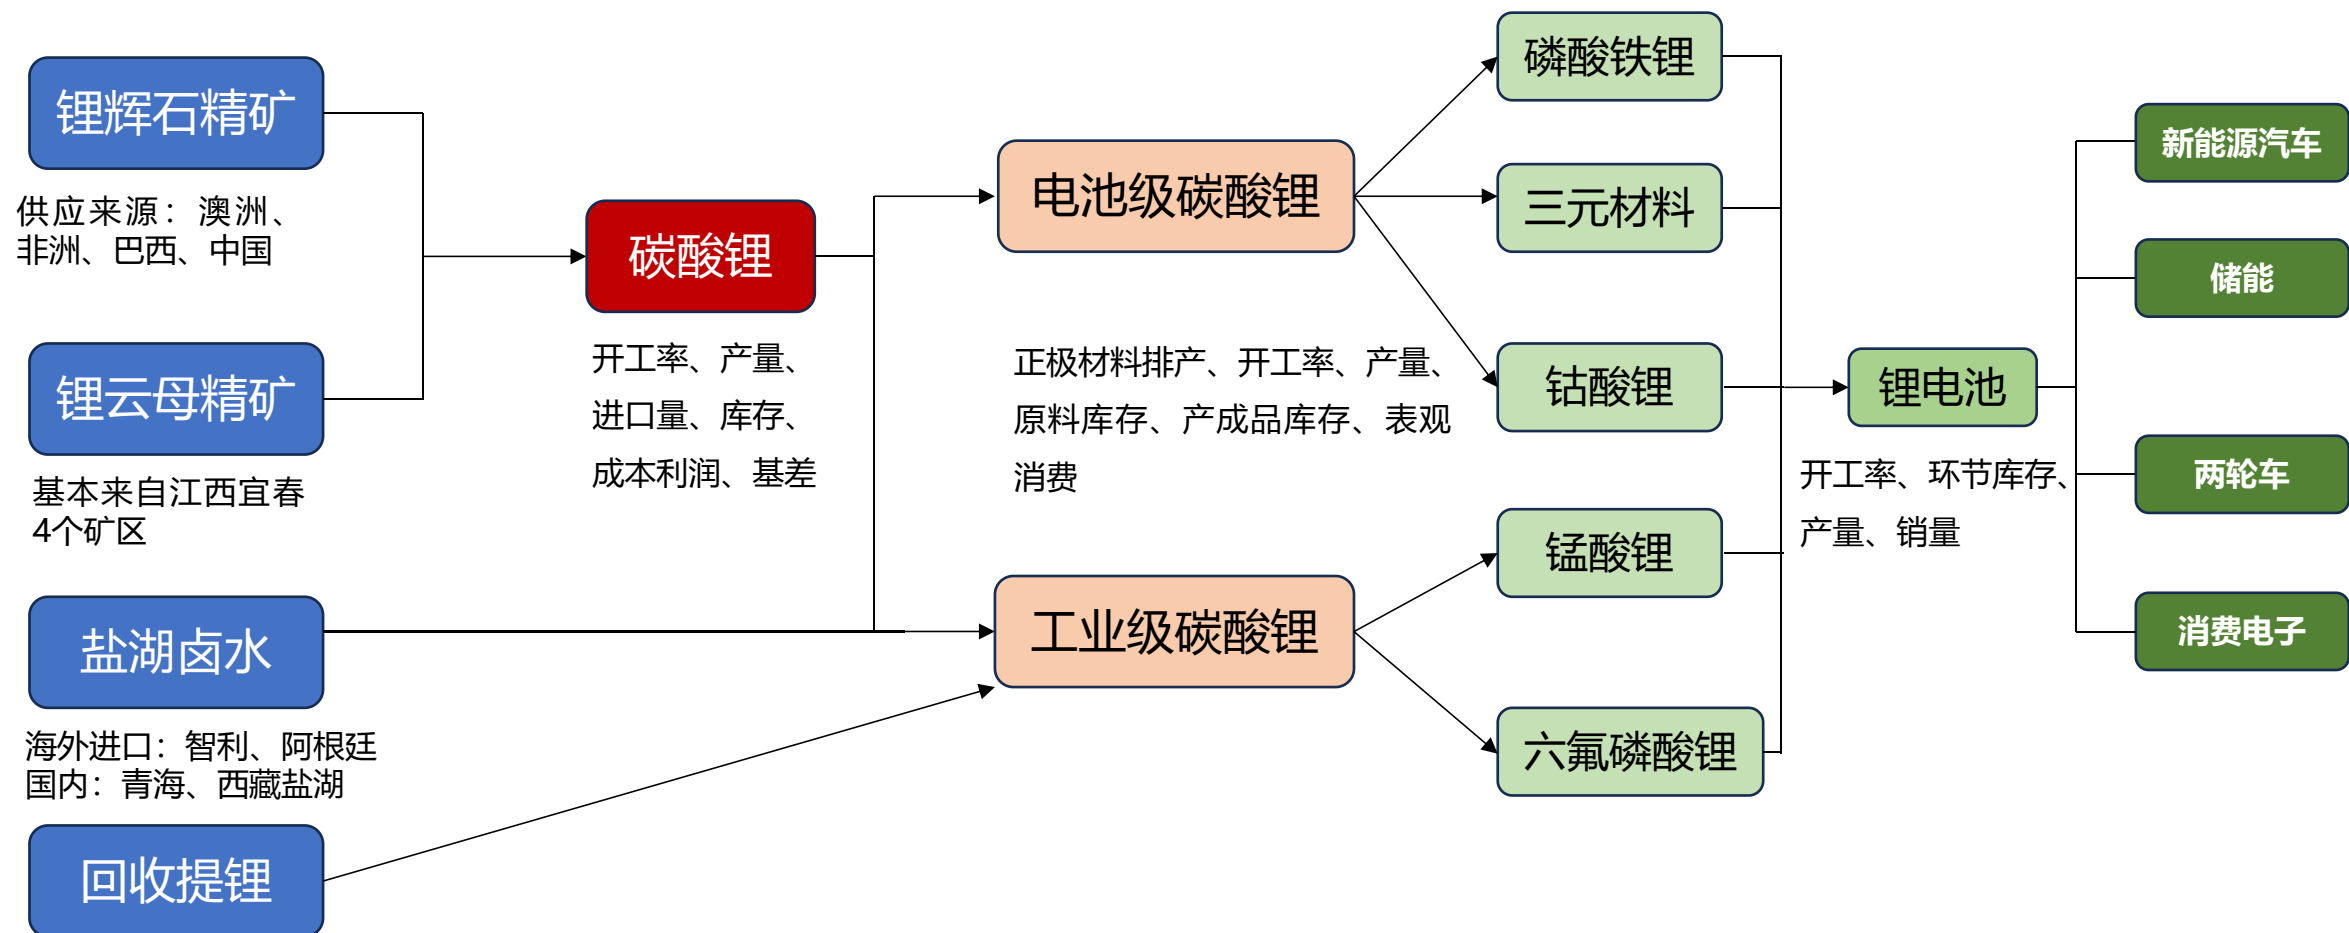 锂辉石精矿
供应来源：澳洲、
非洲、巴西、中国
锂云母精矿
基本来自江西宜春
4个矿区
盐湖卤水
海外进口：智利、阿根廷
国内：青海、西藏盐湖
回收提锂
碳酸锂
开工率、产量、
进口量、库存、
成本利润、基差
电池级碳酸锂
正极材料排产、开工率、产量、
原料库存、产成品库存、表观
消费
工业级碳酸锂
磷酸铁锂
三元材料
钴酸锂
锰酸锂
六氟磷酸锂
锂电池
开工率、环节库存、
产量、销量
新能源汽车
储能
两轮车
消费电子